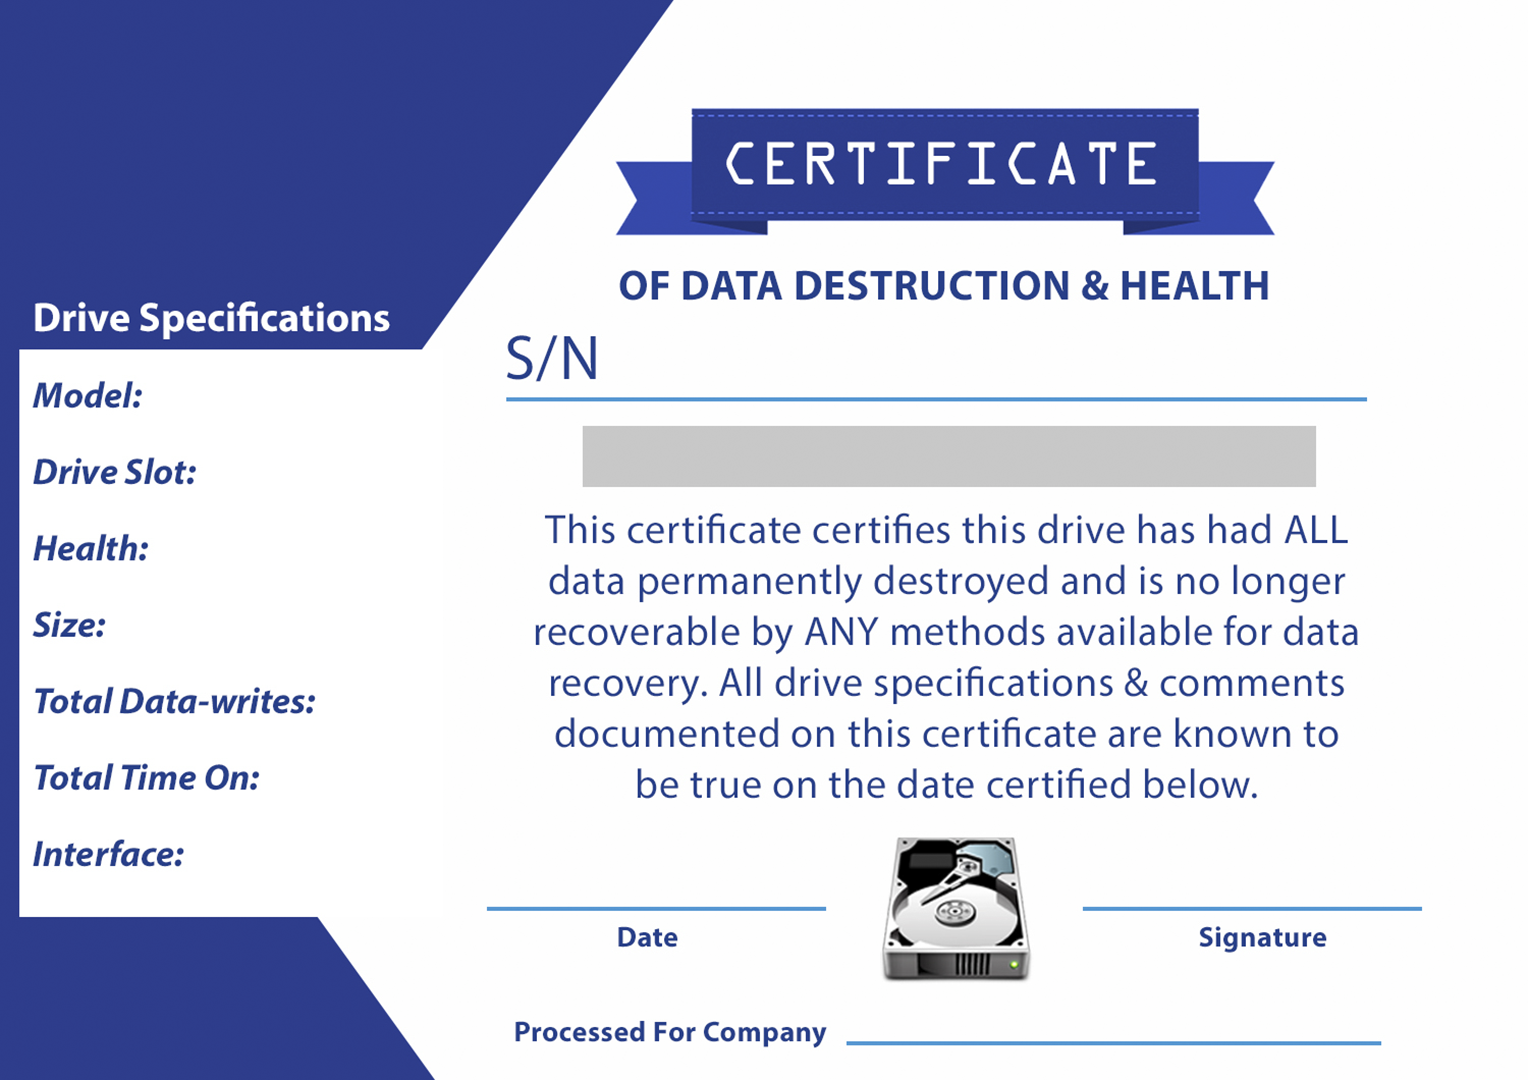 CERTIFICATE
OF DATA DESTRUCTION & HEALTH
S/N
Drive Specifications
Model:
Drive Slot:
Health:
Size:
Total Data-writes:
Total Time On:
Interface:
This certificate certifies this drive has had ALL
data permanently destroyed and is no longer
recoverable by ANY methods available for data
recovery. All drive specifications & comments
documented on this certificate are known to
be true on the date certified below.
Date
Signature
Processed For Company